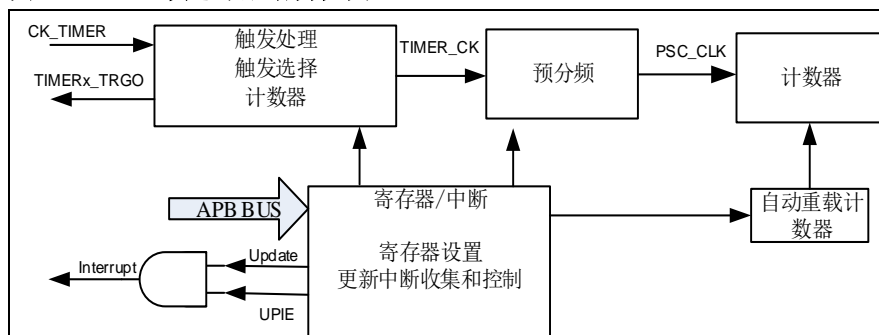 CK_TIMER
TIMERx_TRGO
触发处理
触发选择
计数器
TIMER_CK
预分频
PSC_CLK
计数器
APB BUS
寄存器/中断
寄存器设置
更新中断收集和控制
自动重载计
数器
Interrupt
Update
UPIE